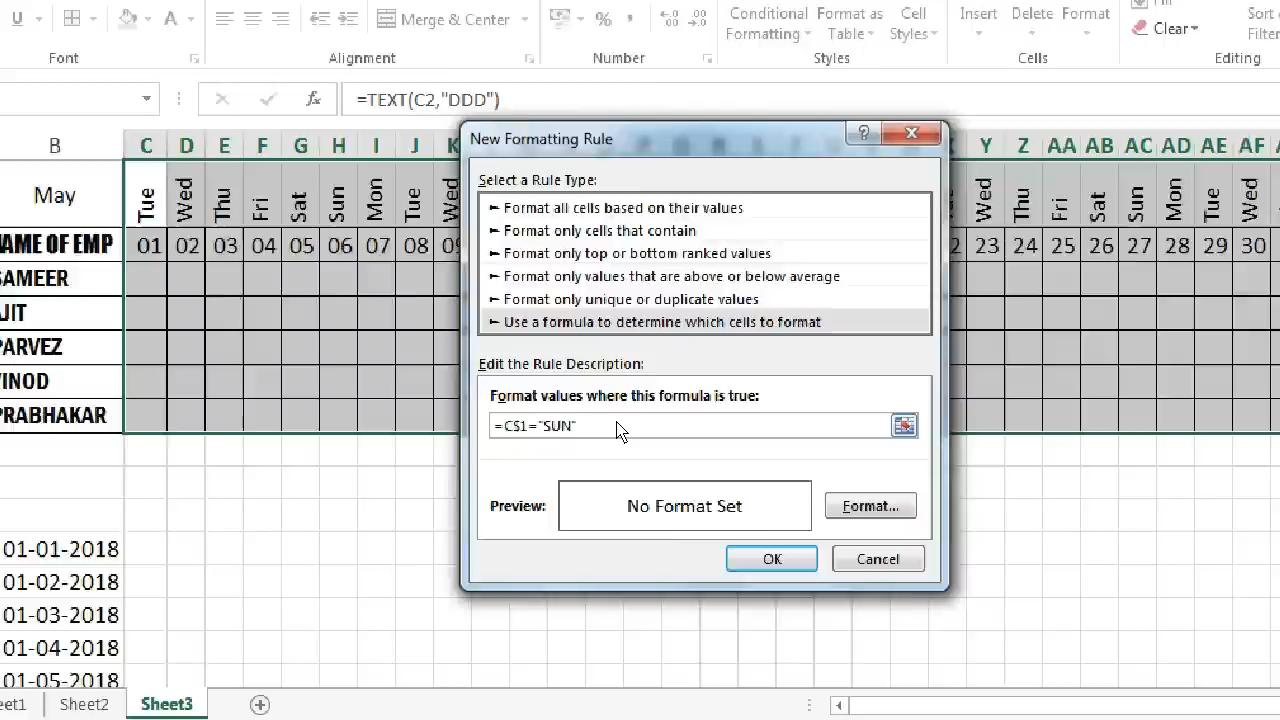 U A Merge & Center % Conditional Format as Cell Insert Delete Format Clear Sort
Formatting Table Styles Filter
Font Alignment Number Styles Cells Editing
fx =TEXT(C2,"DDD")
B C D E F G H I J K Y Z AA AB AC AD AE AF
May Tue Wed Thu Fri Sat Sun Mon Tue Wed Wed Thu Fri Sat Sun Mon Tue Wed
NAME OF EMP 01 02 03 04 05 06 07 08 23 24 25 26 27 28 29 30
SAMEER
AJIT
PARVEZ
VINOD
PRABHAKAR
01-01-2018
01-02-2018
01-03-2018
01-04-2018
01-05-2018
New Formatting Rule
Select a Rule Type:
► Format all cells based on their values
► Format only cells that contain
► Format only top or bottom ranked values
► Format only values that are above or below average
► Format only unique or duplicate values
► Use a formula to determine which cells to format
Edit the Rule Description:
Format values where this formula is true:
=C$1="SUN"
Preview: No Format Set Format...
OK Cancel
Sheet2 Sheet3